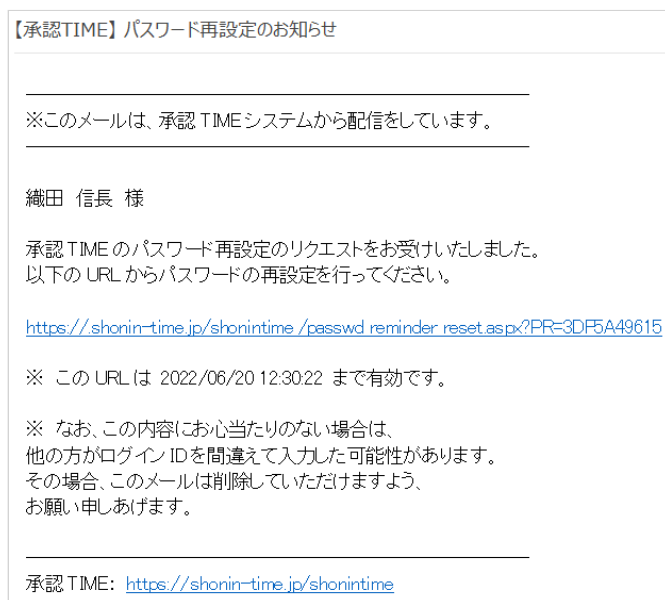 【承認TIME】 パスワード再設定のお知らせ
※このメールは、承認TIMEシステムから配信をしています。
織田 信長 様
承認TIMEのパスワード再設定のリクエストをお受けいたしました。
以下の URL からパスワードの再設定を行ってください。
https://.shonin-time.jp/shonintime /passwd reminder reset.aspx?PR=3DF5A49615
※ この URL は 2022/06/20 12:30:22 まで有効です。
※ なお、この内容にお心当たりのない場合は、
他の方がログイン ID を間違えて入力した可能性があります。
その場合、このメールは削除していただけますよう、
お願い申しあげます。
承認TIME: https://shonin-time.jp/shonintime